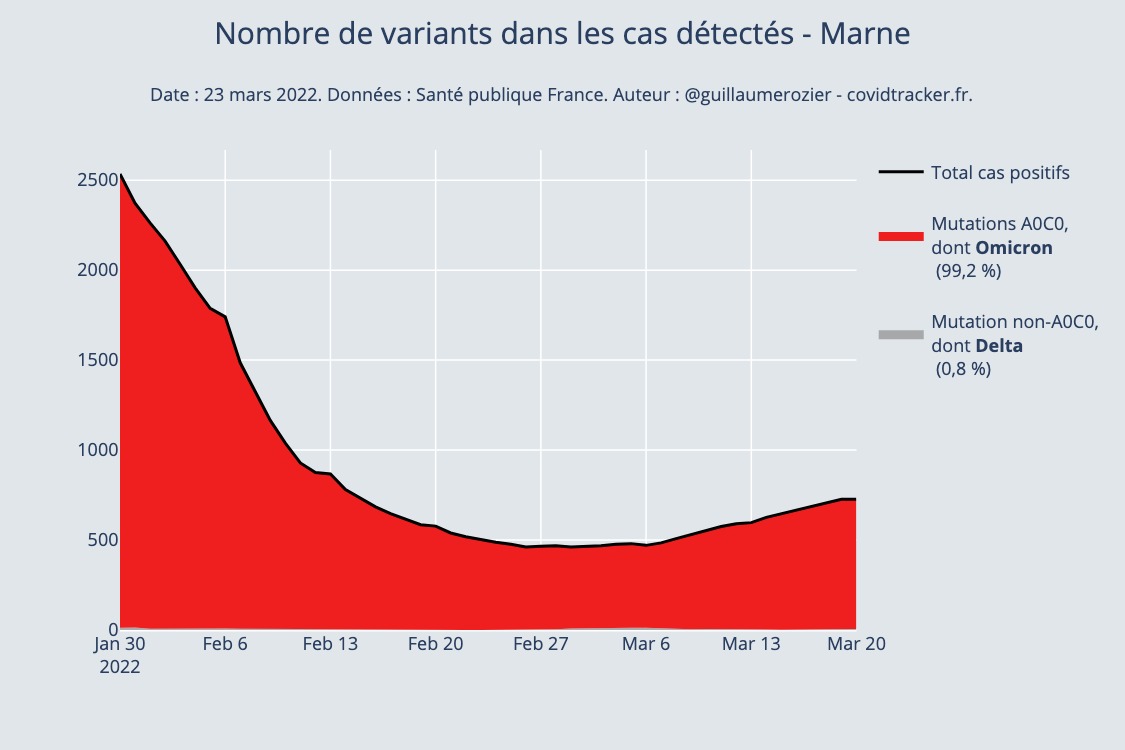 Nombre de variants dans les cas détectés - Marne
Date : 23 mars 2022. Données : Santé publique France. Auteur : @guillaumerozier - covidtracker.fr.
2500
2000
1500
1000
500
0
Jan 30
2022
Feb 6
Feb 13
Feb 20
Feb 27
Mar 6
Mar 13
Mar 20
Total cas positifs
Mutations A0C0,
dont Omicron
(99,2 %)
Mutation non-A0C0,
dont Delta
(0,8 %)